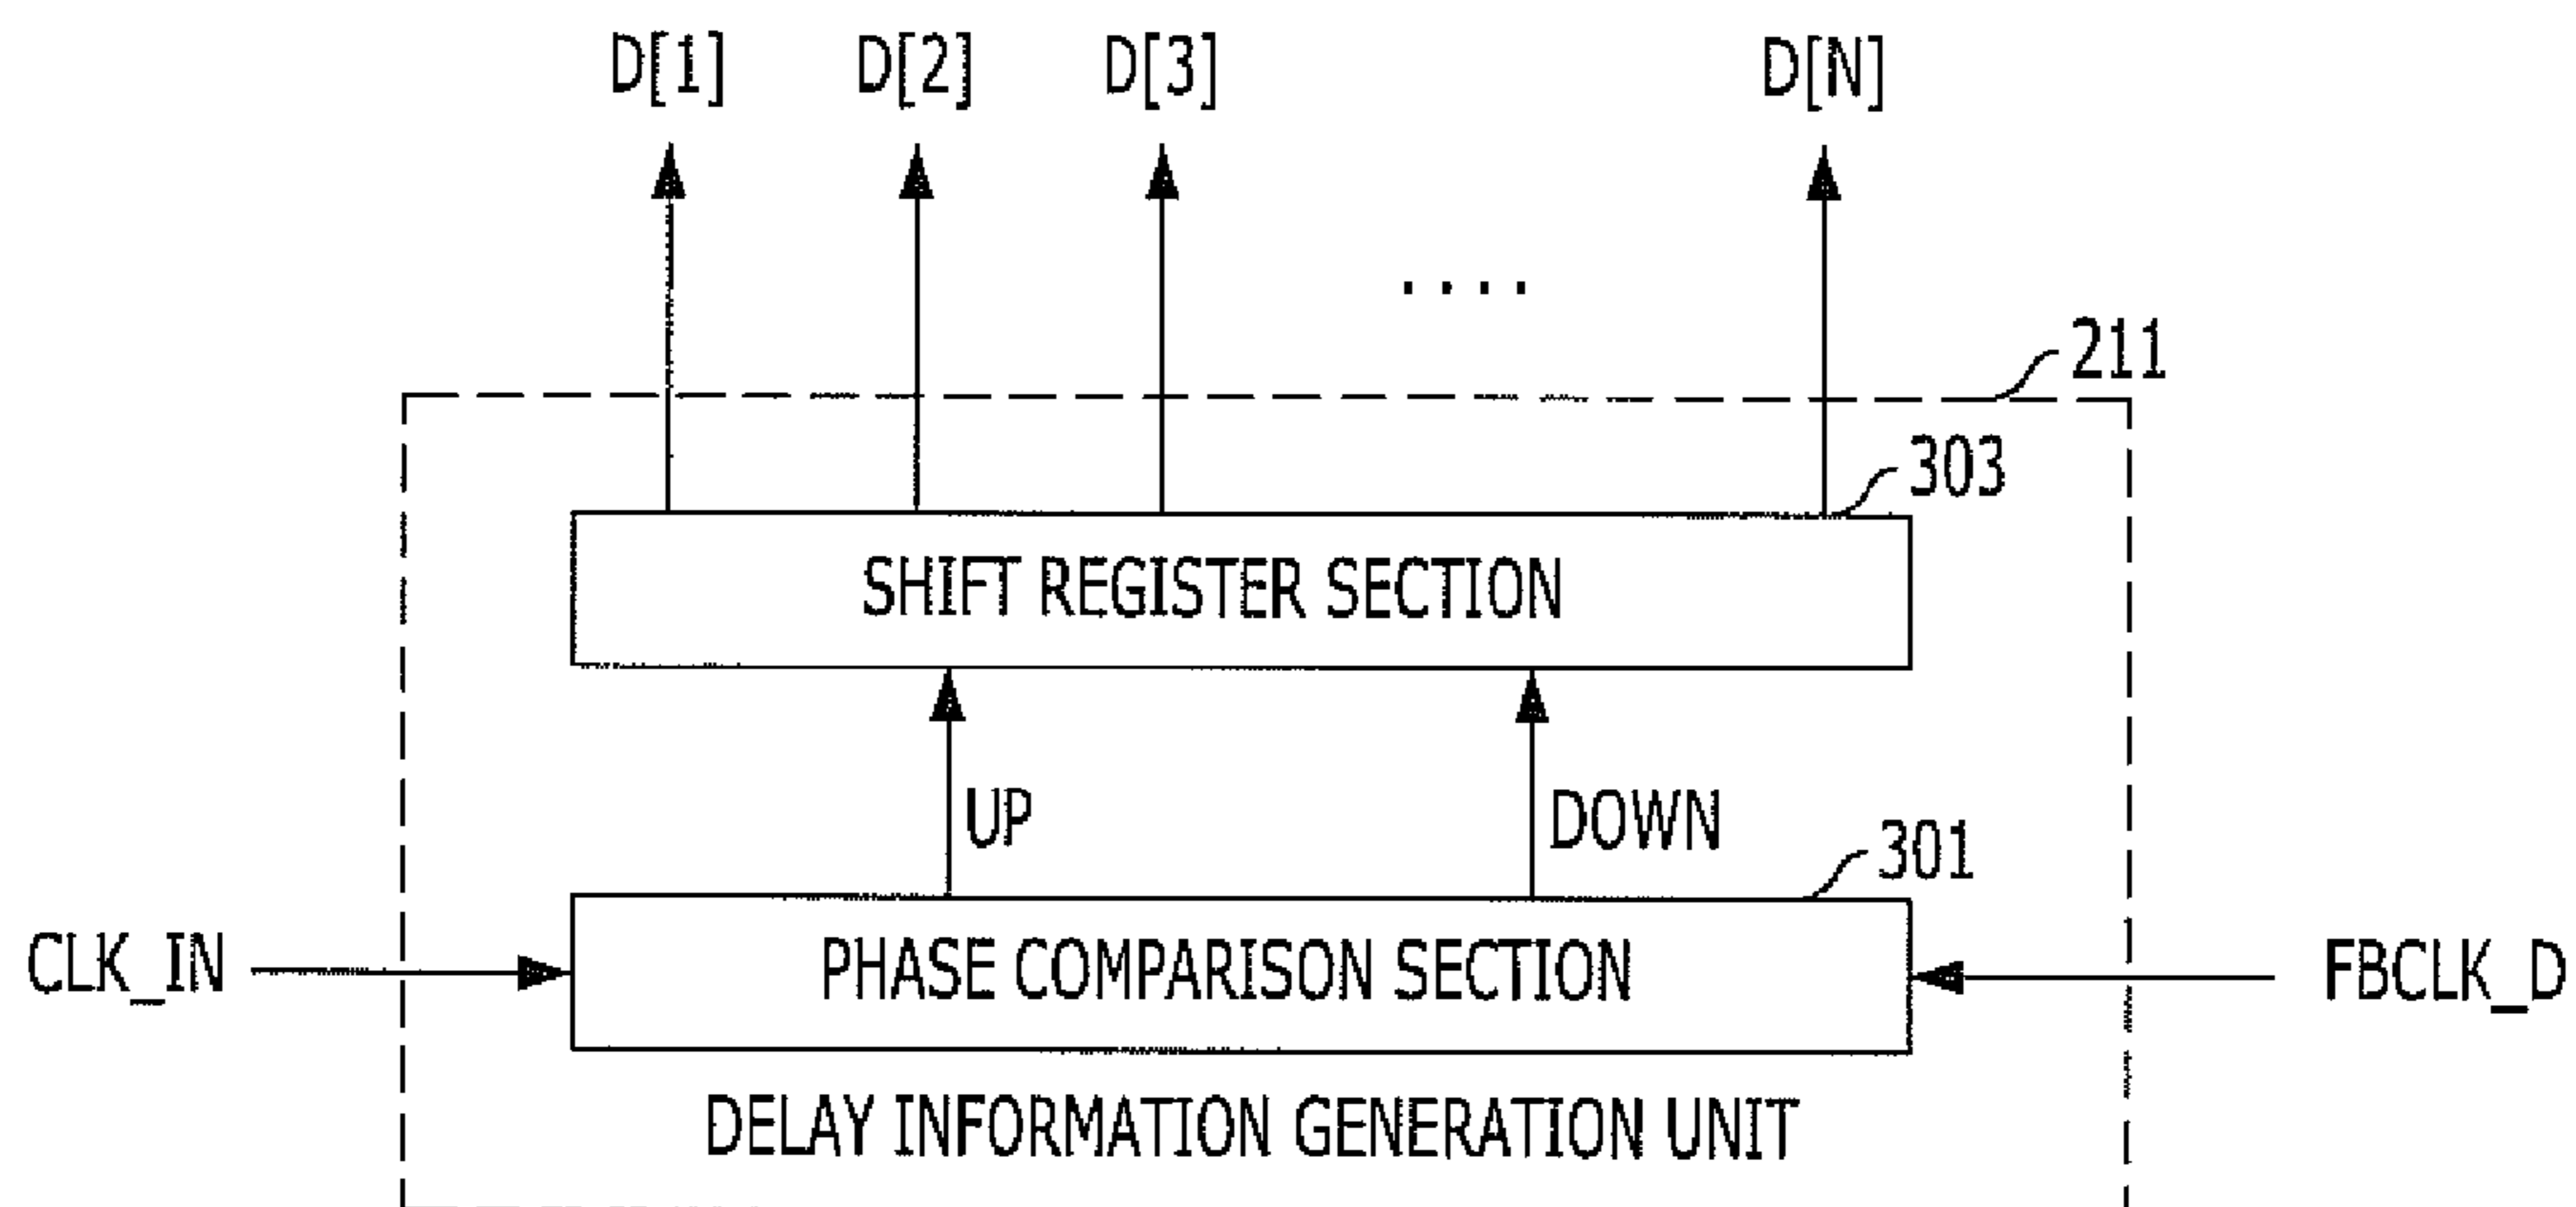 D[1] D[2] D[3] D[N]
....
211
303
SHIFT REGISTER SECTION
UP DOWN
301
CLK_IN PHASE COMPARISON SECTION FBCLK_D
DELAY INFORMATION GENERATION UNIT